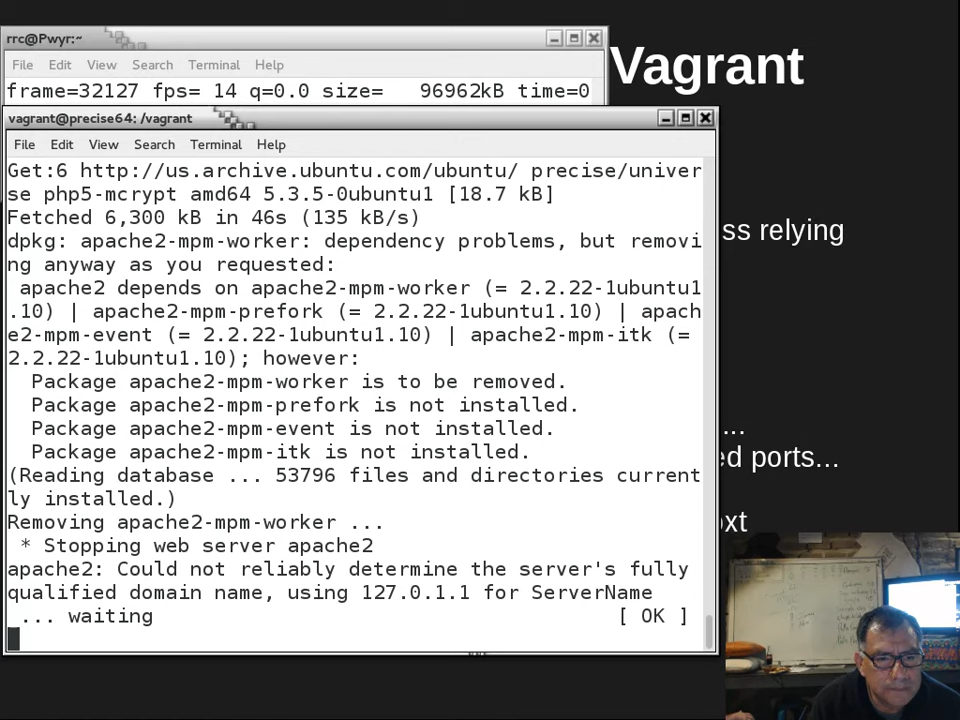 rrc@Pwyr:~
Vagrant
File Edit View Search Terminal Help
frame=32127 fps= 14 q=0.0 size=   96962kB time=0
vagrant@precise64: /vagrant
File Edit View Search Terminal Help
Get:6 http://us.archive.ubuntu.com/ubuntu/ precise/univer
se php5-mcrypt amd64 5.3.5-0ubuntu1 [18.7 kB]
Fetched 6,300 kB in 46s (135 kB/s)
ss relying
dpkg: apache2-mpm-worker: dependency problems, but removi
ng anyway as you requested:
 apache2 depends on apache2-mpm-worker (= 2.2.22-1ubuntu1
.10) | apache2-mpm-prefork (= 2.2.22-1ubuntu1.10) | apach
e2-mpm-event (= 2.2.22-1ubuntu1.10) | apache2-mpm-itk (=
2.2.22-1ubuntu1.10); however:
  Package apache2-mpm-worker is to be removed.
  Package apache2-mpm-prefork is not installed.
  Package apache2-mpm-event is not installed.
...
  Package apache2-mpm-itk is not installed.
ed ports...
(Reading database ... 53796 files and directories current
ly installed.)
Removing apache2-mpm-worker ...
ext
 * Stopping web server apache2
apache2: Could not reliably determine the server's fully
qualified domain name, using 127.0.1.1 for ServerName
 ... waiting [ OK ]